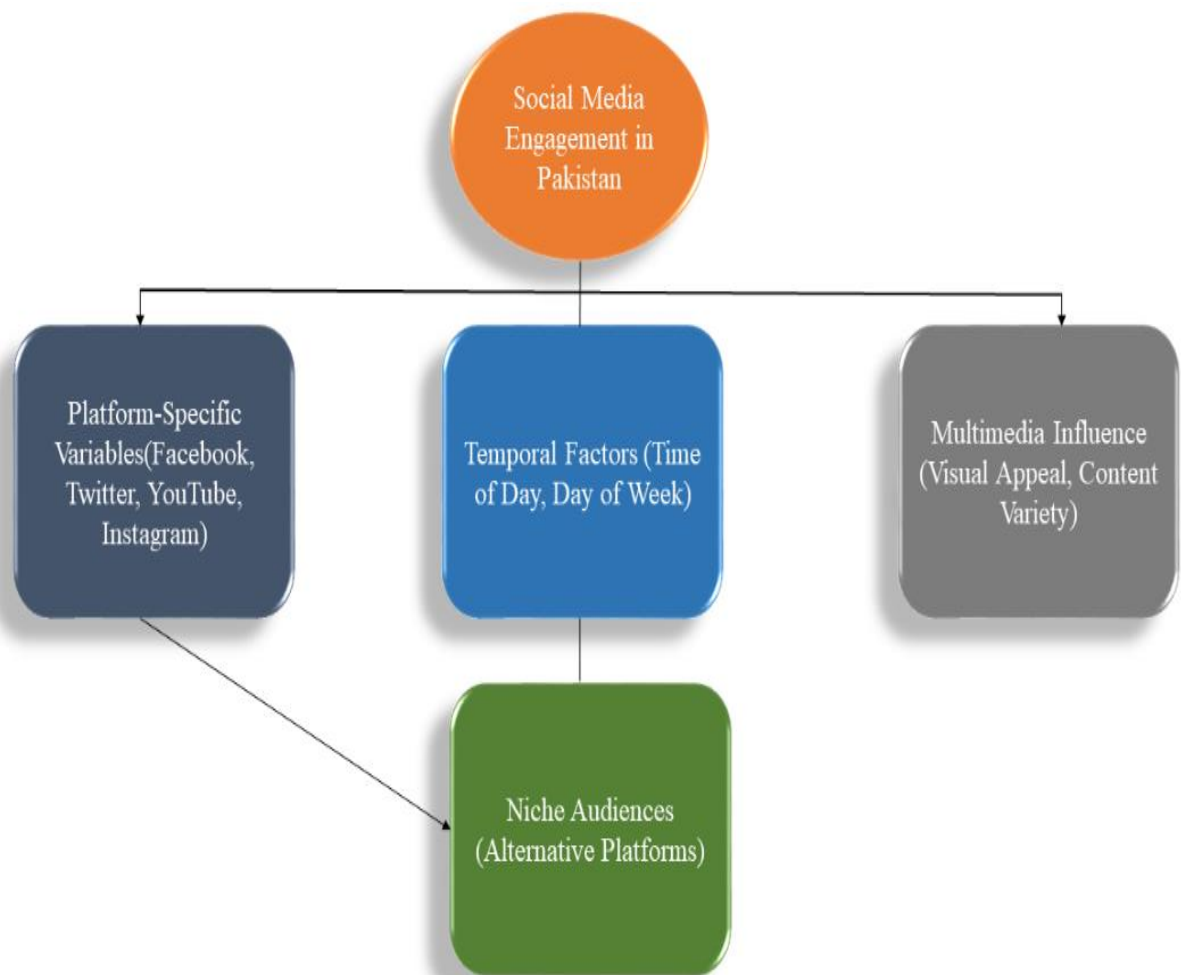 Social Media
Engagement in
Pakistan
Platform-Specific
Variables(Facebook,
Twitter, YouTube,
Instagram)
Temporal Factors (Time
of Day, Day of Week)
Multimedia Influence
(Visual Appeal, Content
Variety)
Niche Audiences
(Alternative Platforms)